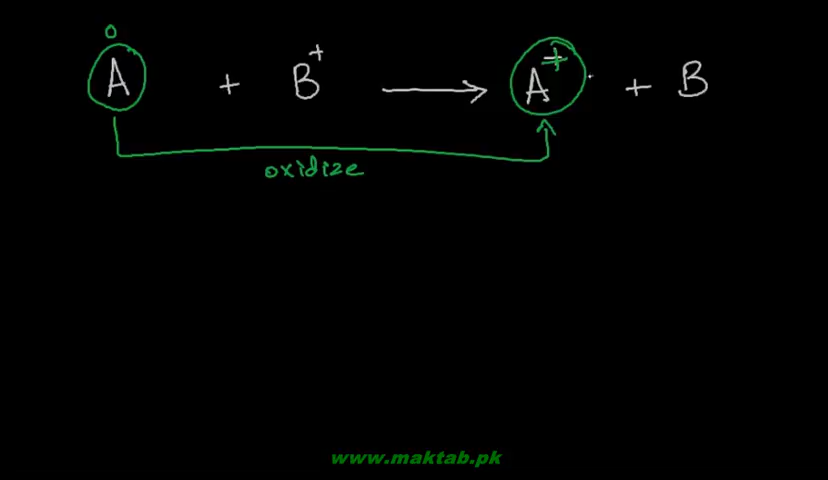 0
A + B⁺ ⟶ A⁺ + B
oxidize
www.maktab.pk